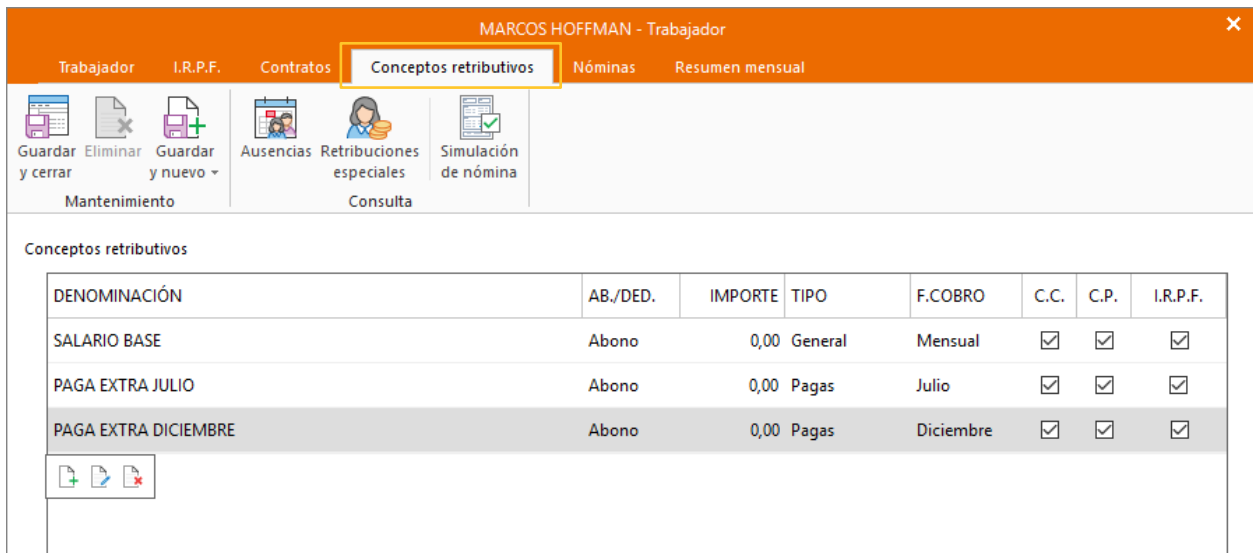 MARCOS HOFFMAN - Trabajador
Trabajador I.R.P.F. Contratos Conceptos retributivos Nóminas Resumen mensual
Guardar y cerrar Eliminar Guardar y nuevo Ausencias Retribuciones especiales Simulación de nómina
Mantenimiento Consulta
Conceptos retributivos
DENOMINACIÓN AB./DED. IMPORTE TIPO F.COBRO C.C. C.P. I.R.P.F.
SALARIO BASE Abono 0,00 General Mensual
PAGA EXTRA JULIO Abono 0,00 Pagas Julio
PAGA EXTRA DICIEMBRE Abono 0,00 Pagas Diciembre